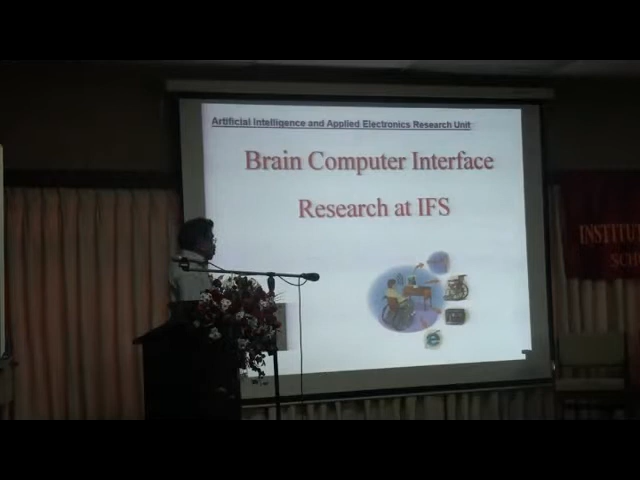 Artificial Intelligence and Applied Electronics Research Unit
Brain Computer Interface
Research at IFS